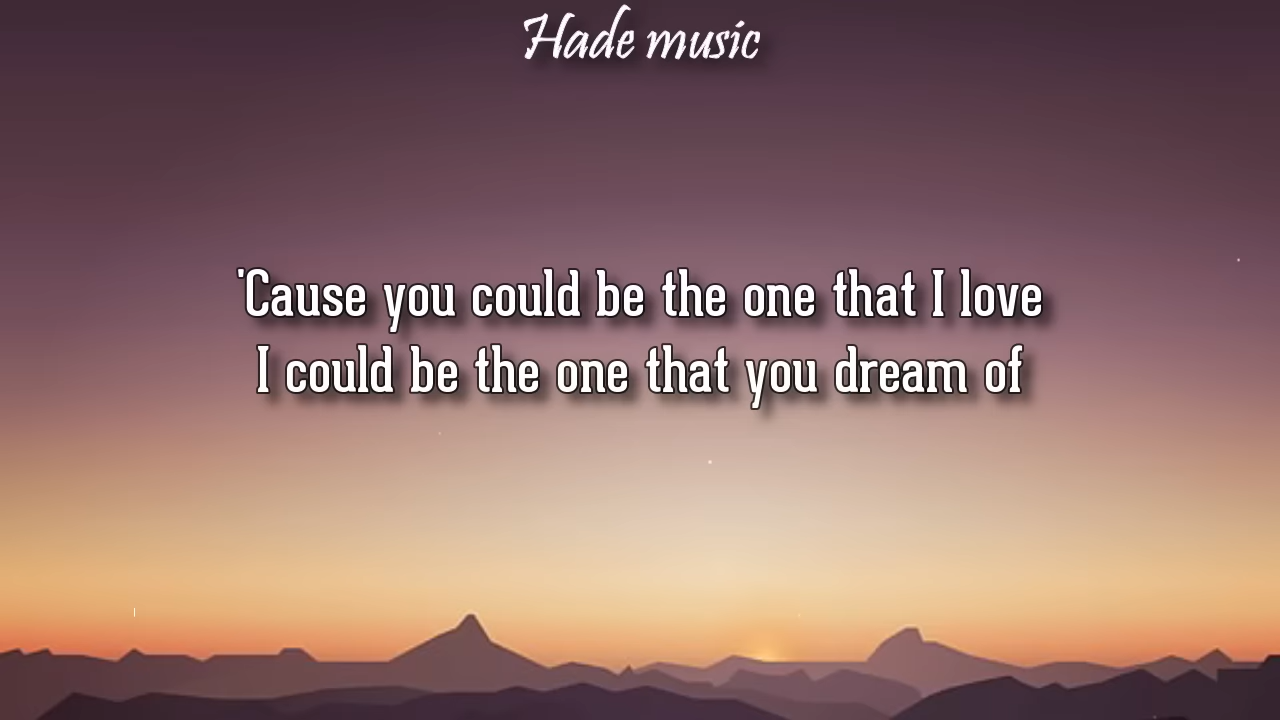 Hade music
'Cause you could be the one that I love
I could be the one that you dream of